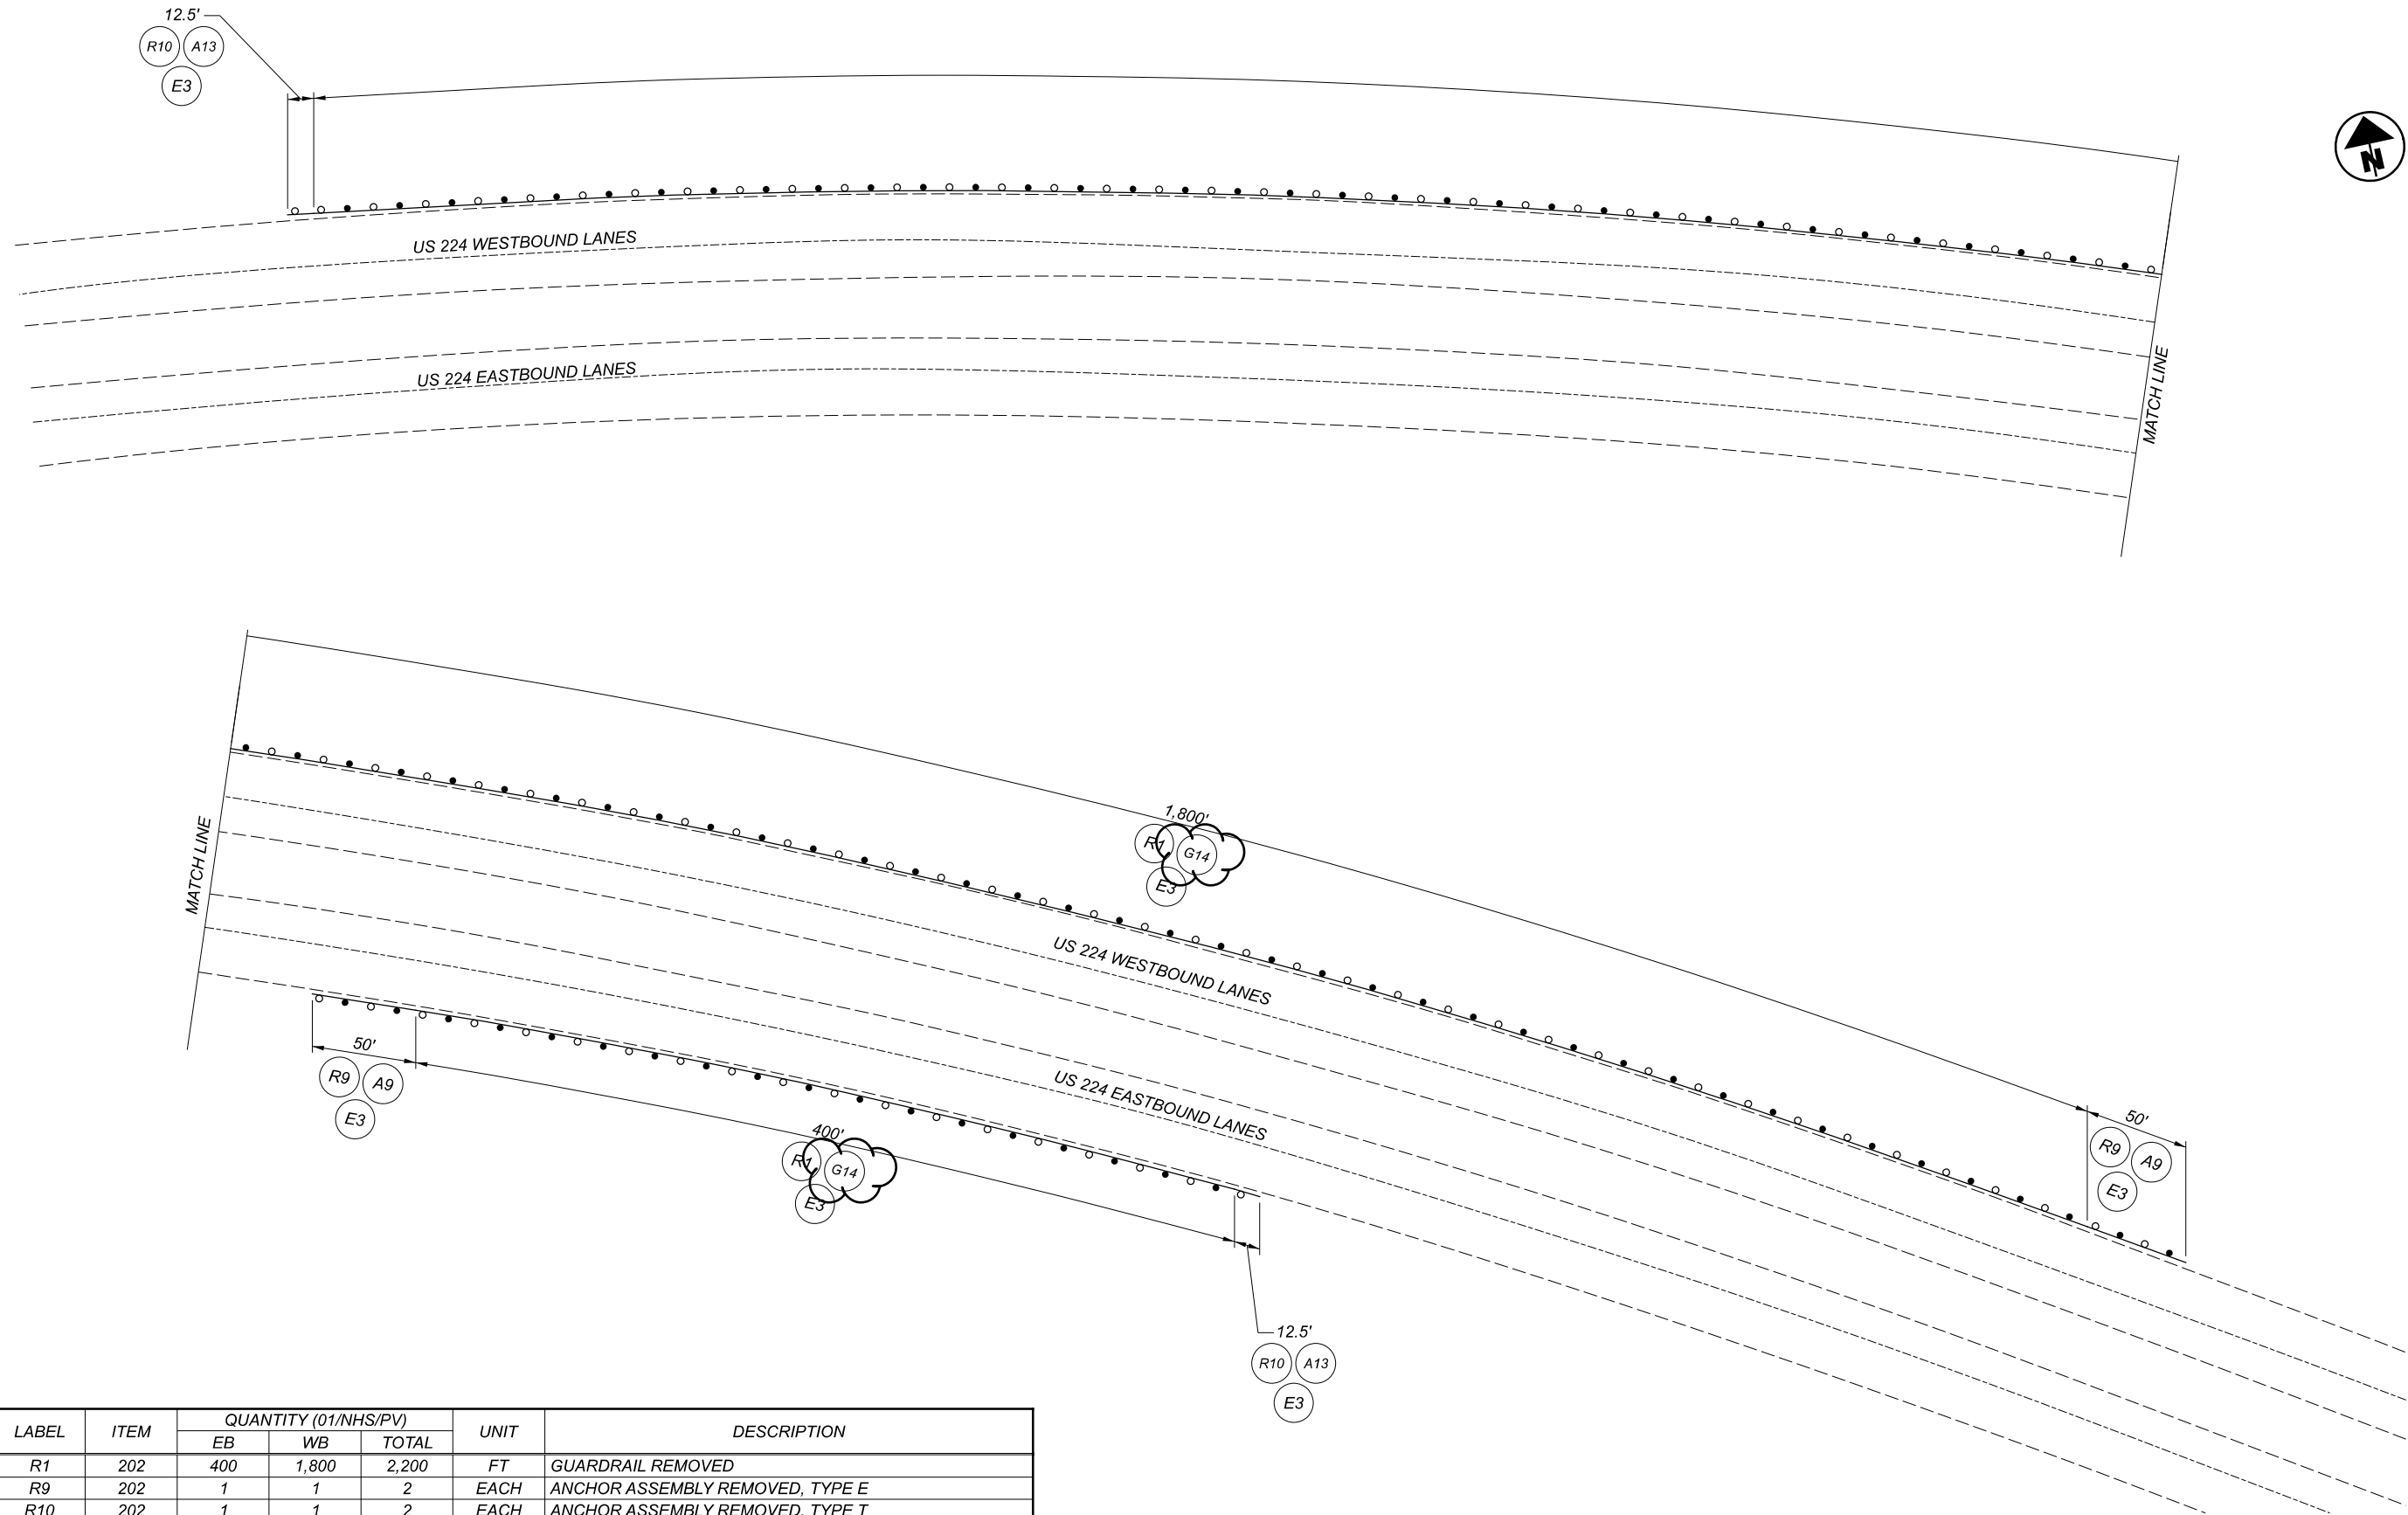 12.5'
R10 A13
E3
N
US 224 WESTBOUND LANES
US 224 EASTBOUND LANES
MATCH LINE
MATCH LINE
1,800'
R1 G14
E3
US 224 WESTBOUND LANES
US 224 EASTBOUND LANES
50'
R9 A9
E3
400'
R1 G14
E3
50'
R9 A9
E3
12.5'
R10 A13
E3
LABEL ITEM QUANTITY (01/NHS/PV) UNIT DESCRIPTION
EB WB TOTAL
R1 202 400 1,800 2,200 FT GUARDRAIL REMOVED
R9 202 1 1 2 EACH ANCHOR ASSEMBLY REMOVED, TYPE E
R10 202 1 1 2 EACH ANCHOR ASSEMBLY REMOVED, TYPE T